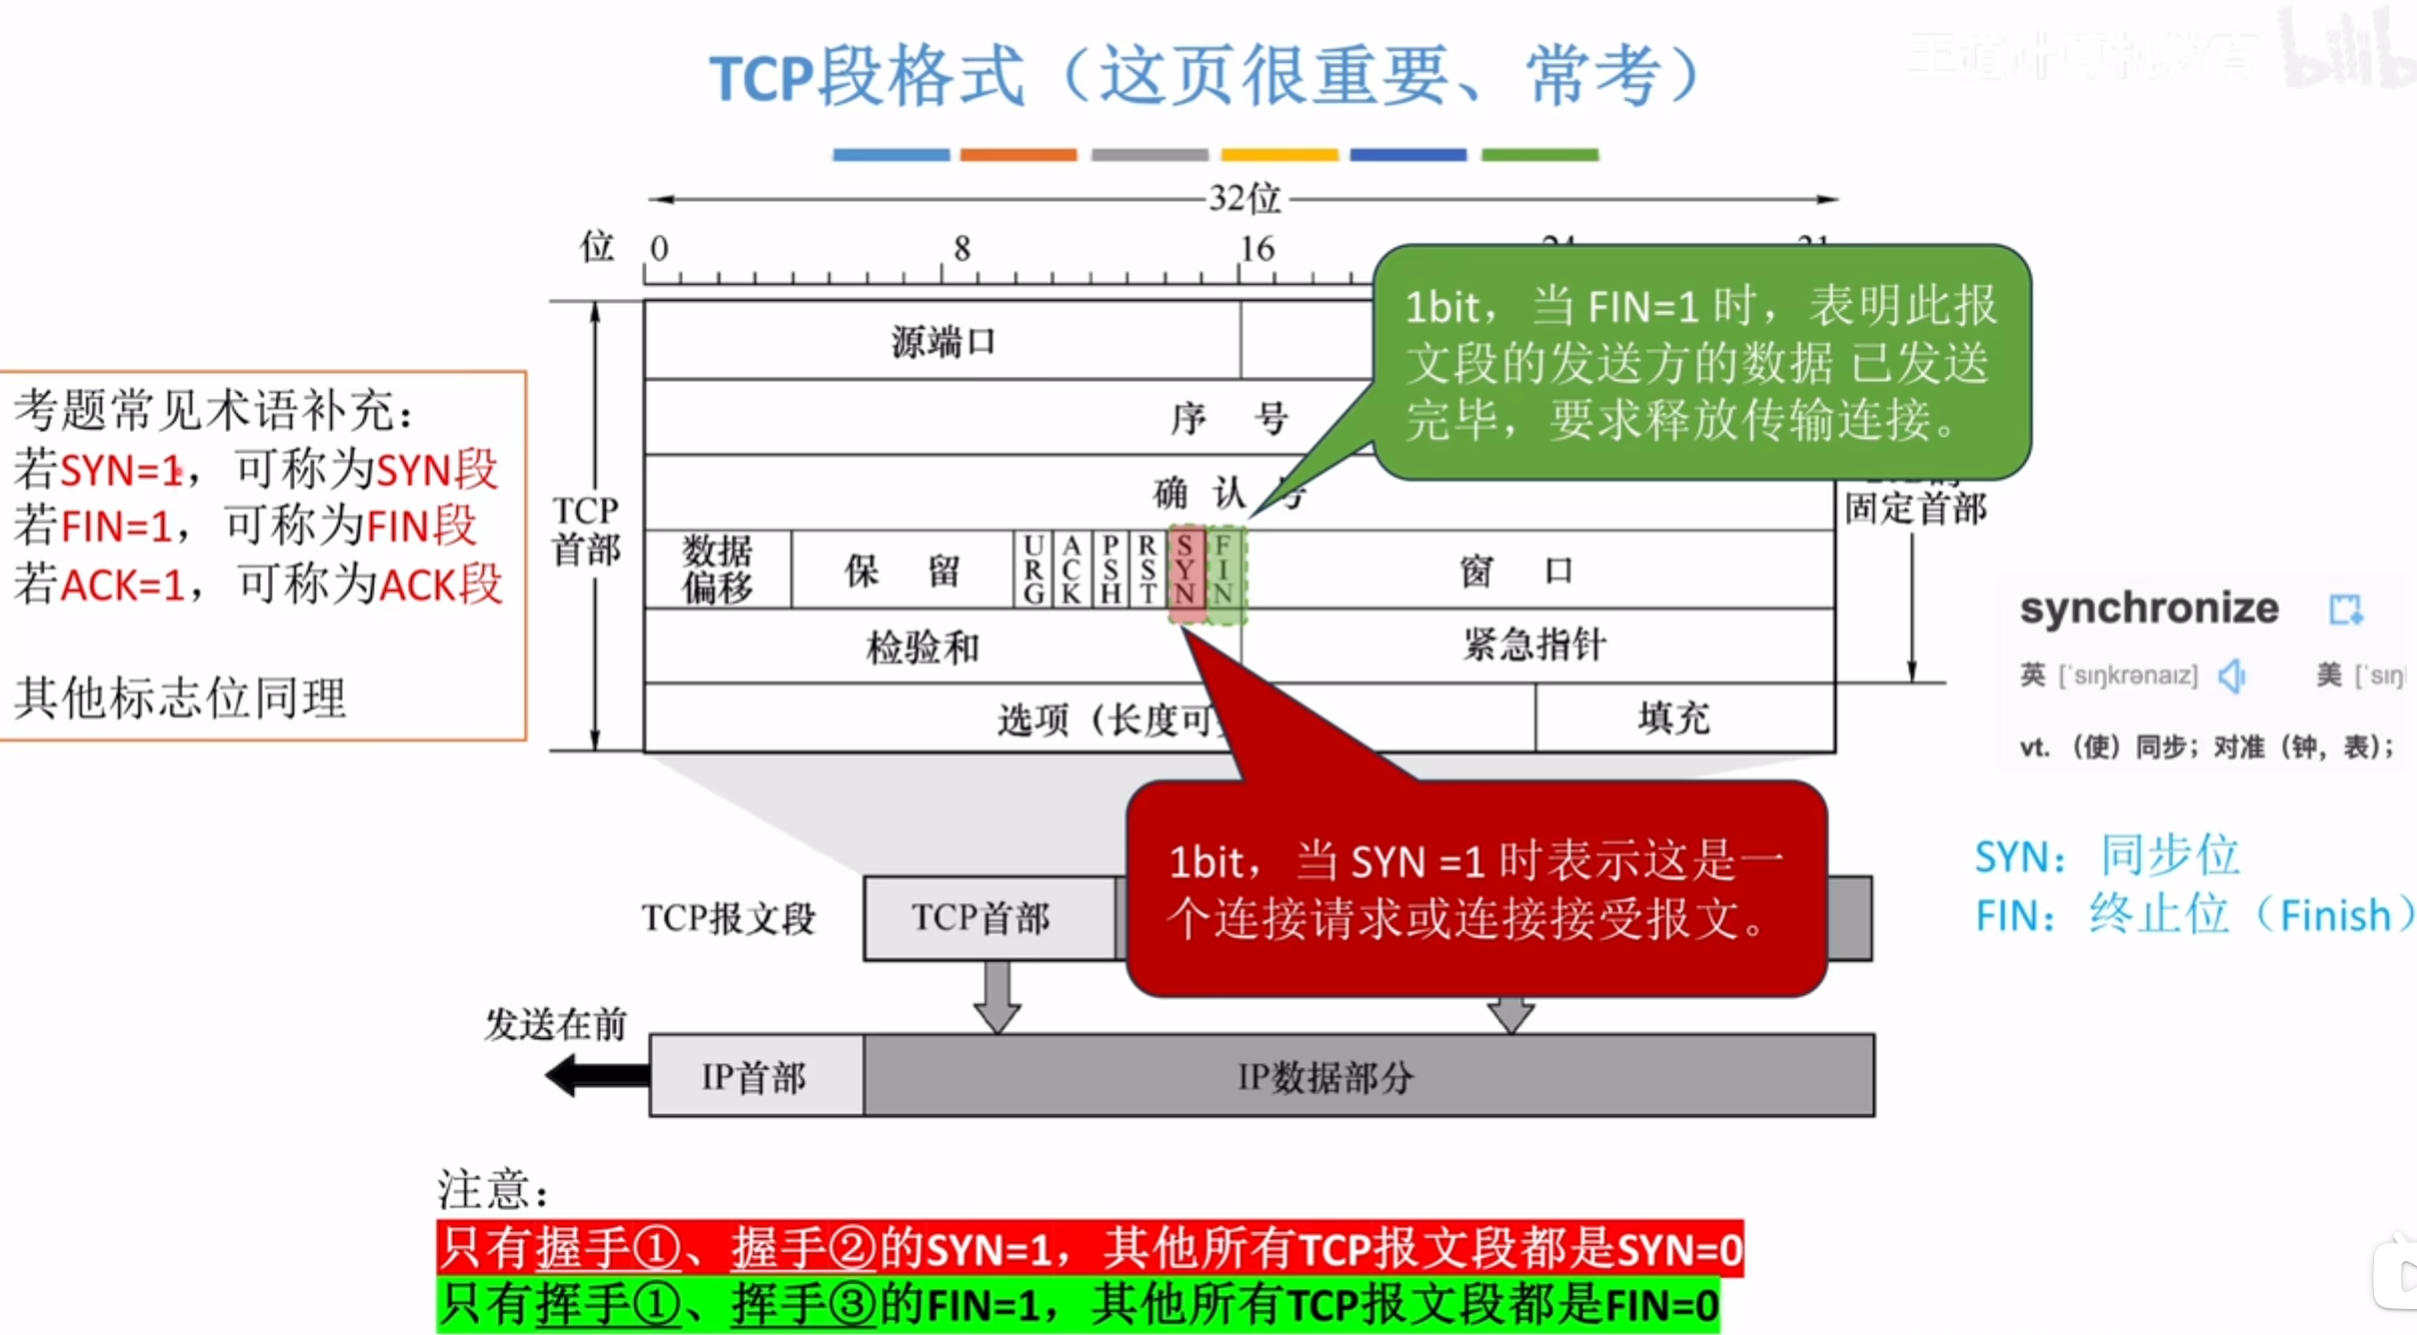 TCP段格式（这页很重要、常考）
王道计算机教育
bilibili
32位
位 0 8 16
源端口
1bit，当 FIN=1 时，表明此报
文段的发送方的数据 已发送
完毕，要求释放传输连接。
序 号
确 认 号
考题常见术语补充：
若SYN=1，可称为SYN段
若FIN=1，可称为FIN段
若ACK=1，可称为ACK段
其他标志位同理
TCP
首部
固定首部
数据
偏移
保 留
URG
ACK
PSH
RST
SYN
FIN
窗 口
检验和
紧急指针
选项（长度可
填充
synchronize
英 [ˈsɪŋkrənaɪz] 美 [ˈsɪŋ
vt. （使）同步；对准（钟，表）；
1bit，当 SYN =1 时表示这是一
个连接请求或连接接受报文。
SYN：同步位
FIN：终止位（Finish）
TCP报文段
TCP首部
发送在前
IP首部
IP数据部分
注意：
只有握手①、握手②的SYN=1，其他所有TCP报文段都是SYN=0
只有挥手①、挥手③的FIN=1，其他所有TCP报文段都是FIN=0